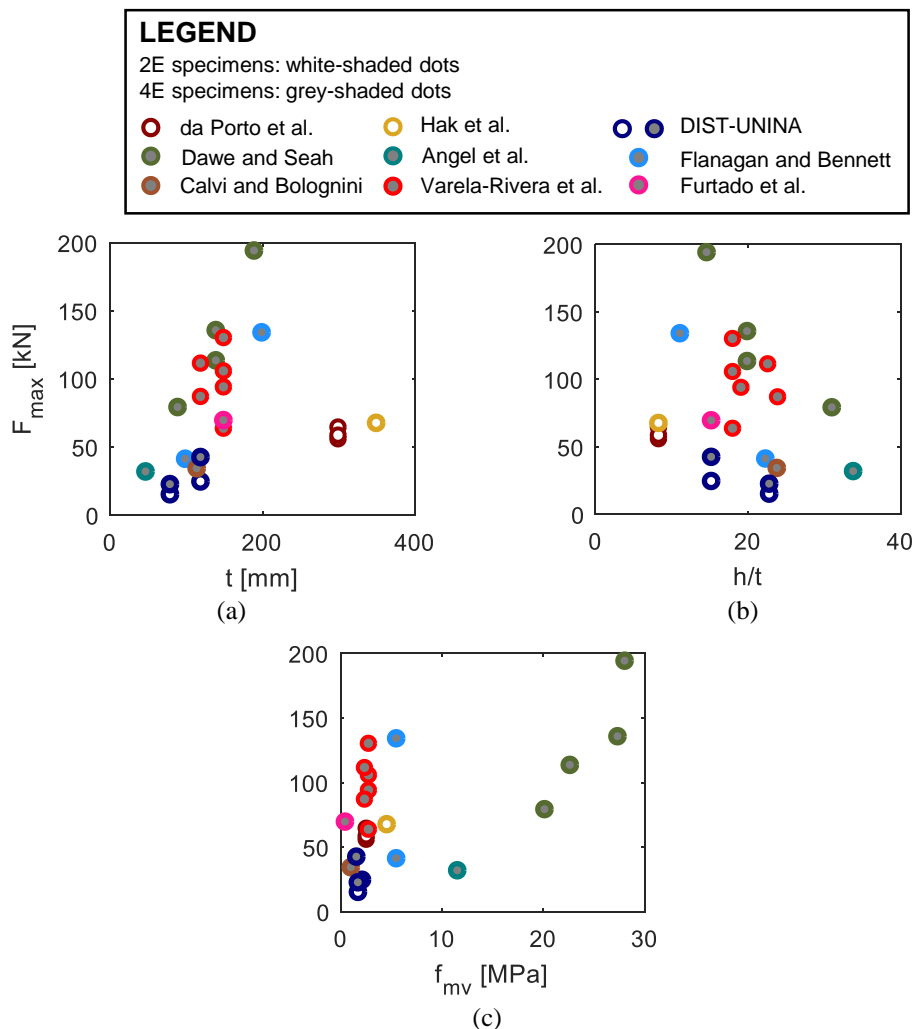 LEGEND
2E specimens: white-shaded dots
4E specimens: grey-shaded dots
da Porto et al.
Hak et al.
DIST-UNINA
Dawe and Seah
Angel et al.
Flanagan and Bennett
Calvi and Bolognini
Varela-Rivera et al.
Furtado et al.
200
150
100
50
0
F_max [kN]
0 200 400
t [mm]
(a)
200
150
100
50
0
0 20 40
h/t
(b)
200
150
100
50
0
0 10 20 30
f_mv [MPa]
(c)